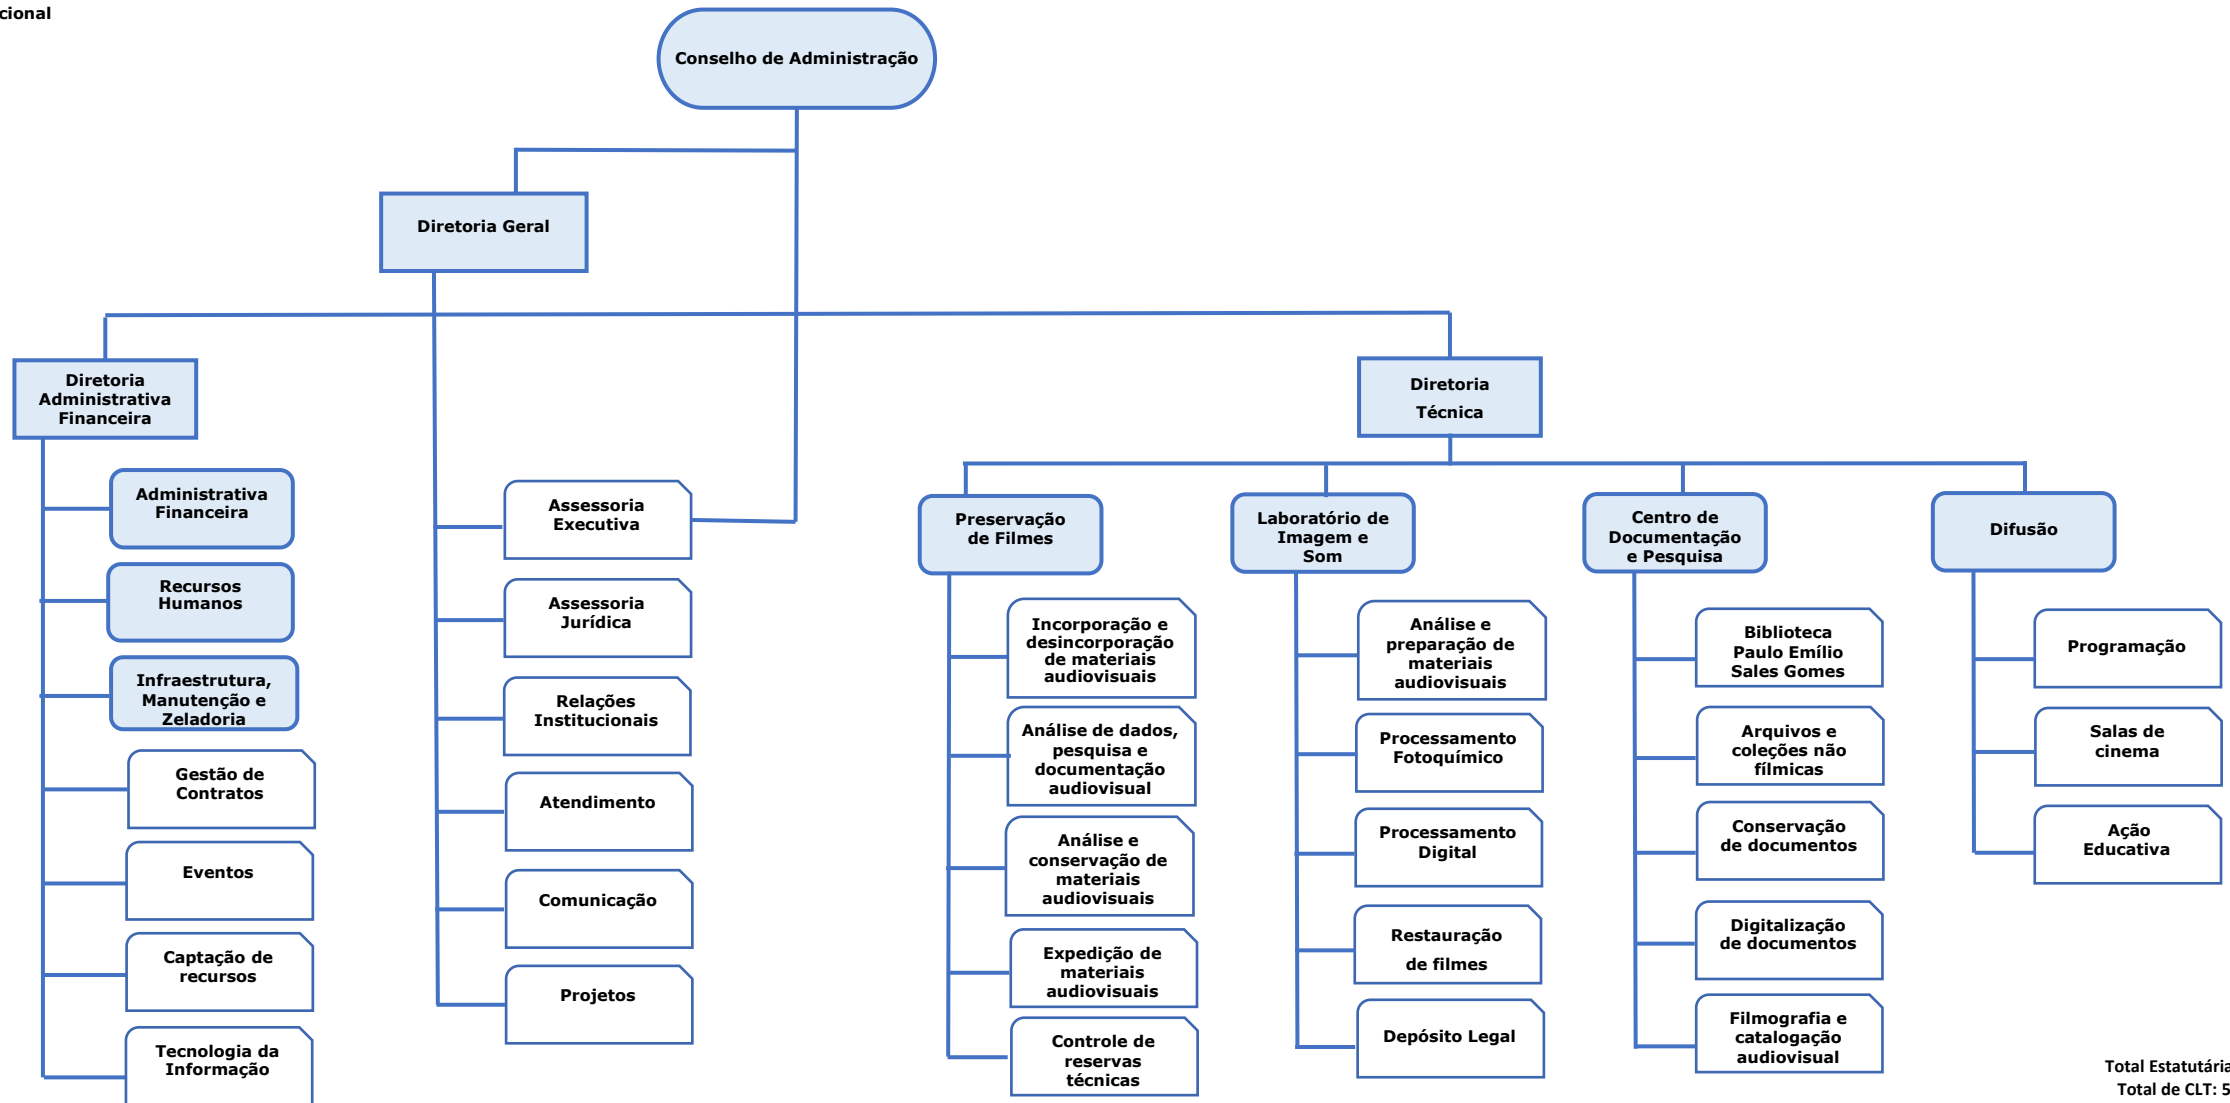 cional
Conselho de Administração
Diretoria Geral
Diretoria
Administrativa
Financeira
Diretoria
Técnica
Administrativa
Financeira
Recursos
Humanos
Infraestrutura,
Manutenção e
Zeladoria
Gestão de
Contratos
Eventos
Captação de
recursos
Tecnologia da
Informação
Assessoria
Executiva
Assessoria
Jurídica
Relações
Institucionais
Atendimento
Comunicação
Projetos
Preservação
de Filmes
Incorporação e
desincorporação
de materiais
audiovisuais
Análise de dados,
pesquisa e
documentação
audiovisual
Análise e
conservação de
materiais
audiovisuais
Expedição de
materiais
audiovisuais
Controle de
reservas
técnicas
Laboratório de
Imagem e
Som
Análise e
preparação de
materiais
audiovisuais
Processamento
Fotoquímico
Processamento
Digital
Restauração
de filmes
Depósito Legal
Centro de
Documentação
e Pesquisa
Biblioteca
Paulo Emílio
Sales Gomes
Arquivos e
coleções não
fílmicas
Conservação
de documentos
Digitalização
de documentos
Filmografia e
catalogação
audiovisual
Difusão
Programação
Salas de
cinema
Ação
Educativa
Total Estatutária
Total de CLT: 5